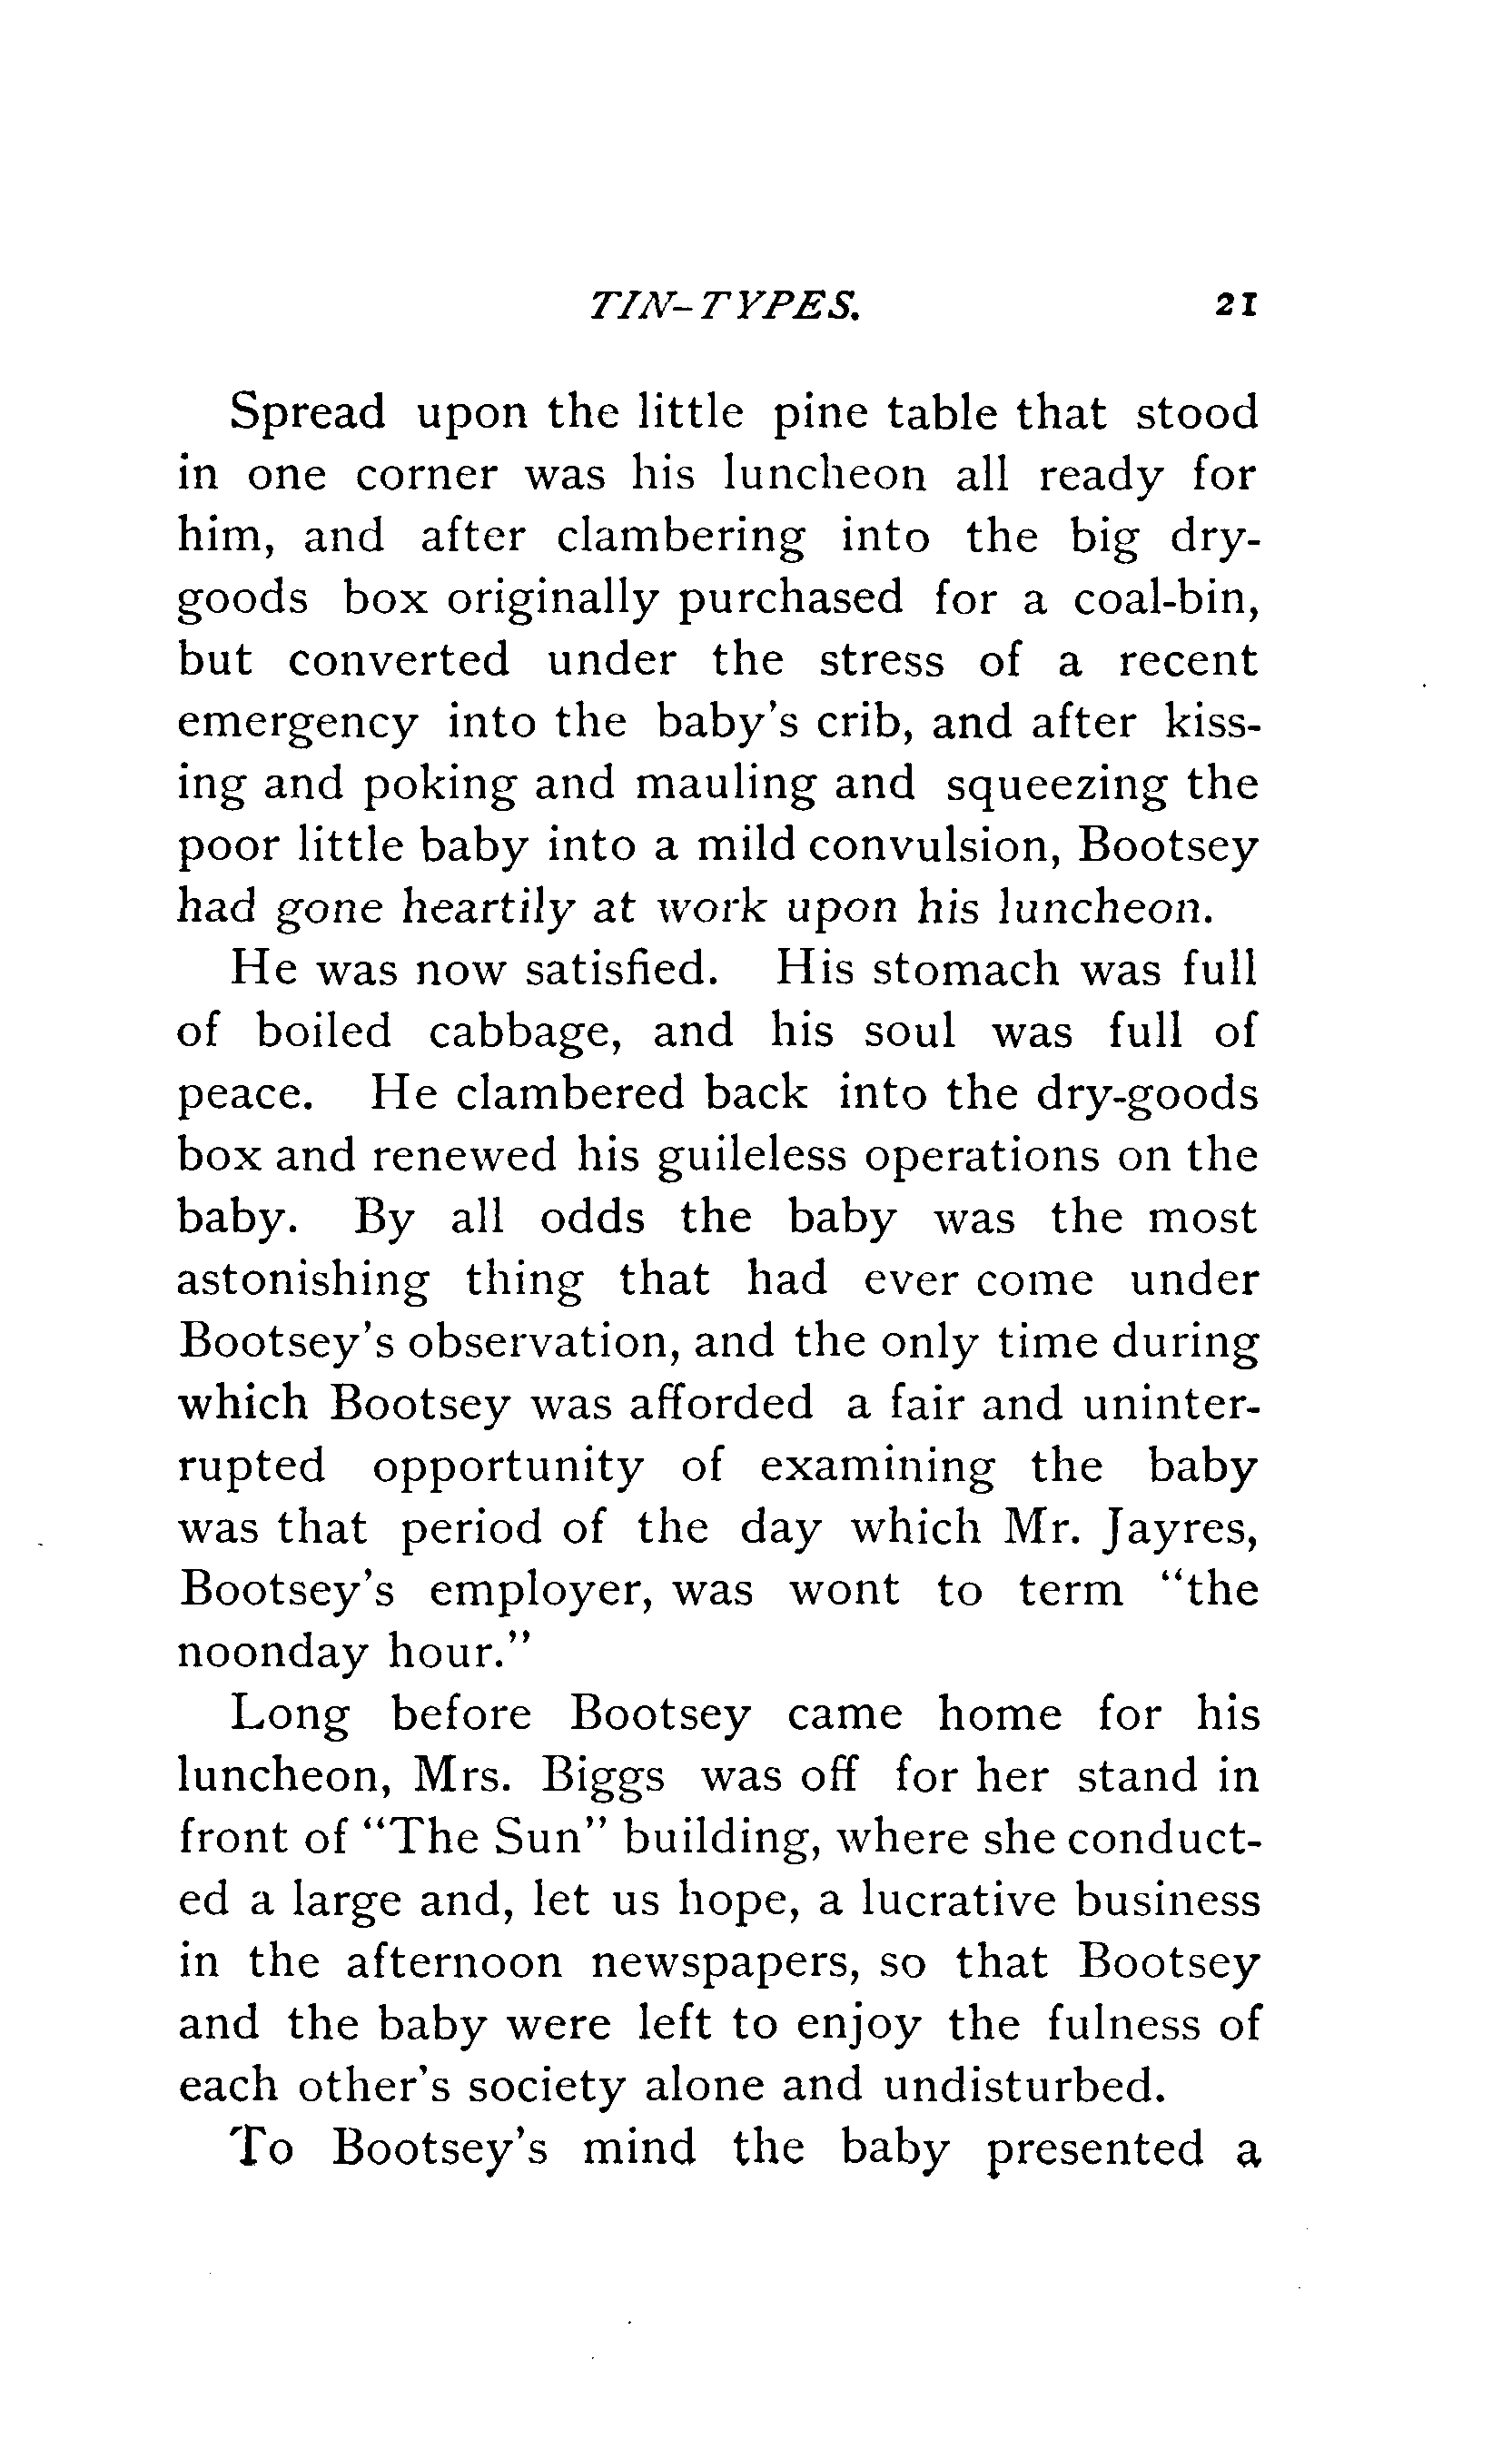 TIN-TYPES. 21
Spread upon the little pine table that stood
in one corner was his luncheon all ready for
him, and after clambering into the big dry-
goods box originally purchased for a coal-bin,
but converted under the stress of a recent
emergency into the baby's crib, and after kiss-
ing and poking and mauling and squeezing the
poor little baby into a mild convulsion, Bootsey
had gone heartily at work upon his luncheon.
He was now satisfied. His stomach was full
of boiled cabbage, and his soul was full of
peace. He clambered back into the dry-goods
box and renewed his guileless operations on the
baby. By all odds the baby was the most
astonishing thing that had ever come under
Bootsey's observation, and the only time during
which Bootsey was afforded a fair and uninter-
rupted opportunity of examining the baby
was that period of the day which Mr. Jayres,
Bootsey's employer, was wont to term "the
noonday hour."
Long before Bootsey came home for his
luncheon, Mrs. Biggs was off for her stand in
front of "The Sun" building, where she conduct-
ed a large and, let us hope, a lucrative business
in the afternoon newspapers, so that Bootsey
and the baby were left to enjoy the fulness of
each other's society alone and undisturbed.
To Bootsey's mind the baby presented a